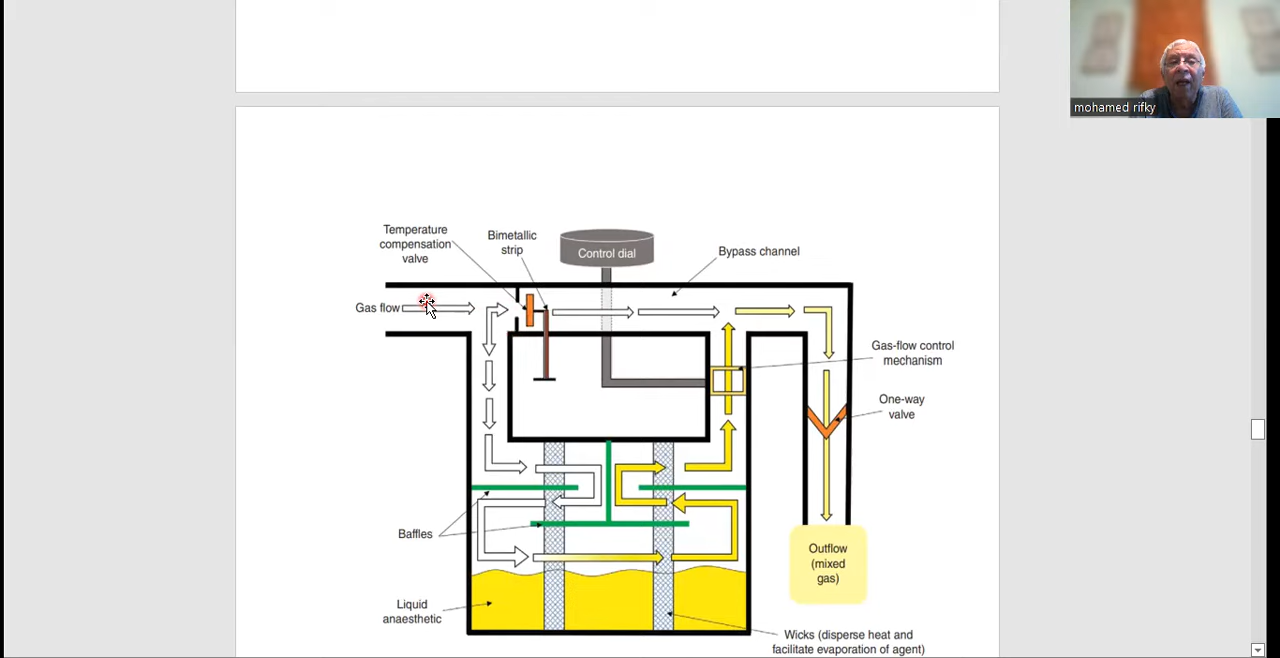 mohamed rifky
Temperature
compensation
valve
Bimetallic
strip
Control dial
Bypass channel
Gas flow
Gas-flow control
mechanism
One-way
valve
Baffles
Outflow
(mixed
gas)
Liquid
anaesthetic
Wicks (disperse heat and
facilitate evaporation of agent)